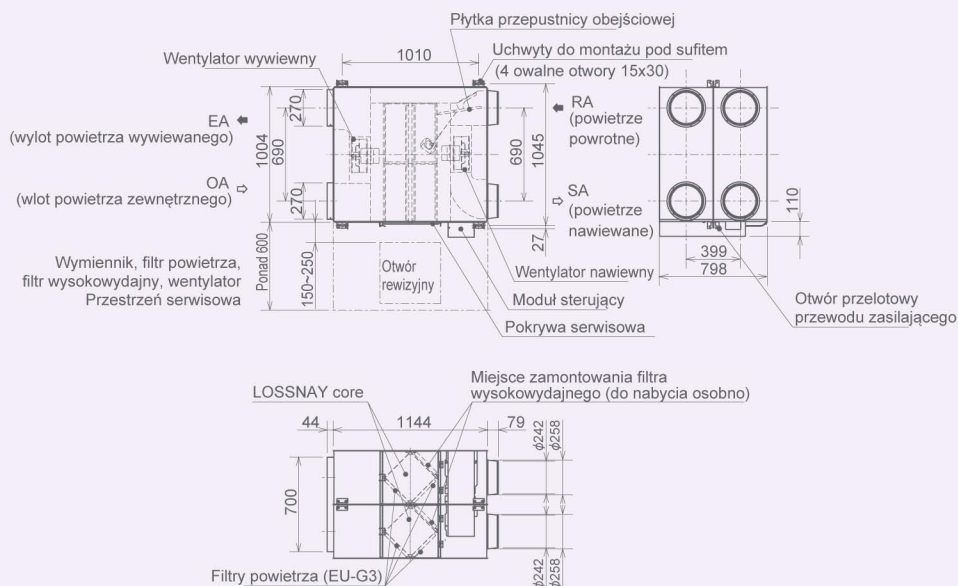 Płytka przepustnicy obejściowej
1010
Uchwyty do montażu pod sufitem
(4 owalne otwory 15x30)
Wentylator wywiewny
270
EA
(wylot powietrza wywiewanego)
1004
690
RA
(powietrze
powrotne)
690
1045
OA
(wlot powietrza zewnętrznego)
270
SA
(powietrze
nawiewane)
110
27
399
798
Ponad 600
150~250
Wymiennik, filtr powietrza,
filtr wysokowydajny, wentylator
Przestrzeń serwisowa
Otwór
rewizyjny
Wentylator nawiewny
Moduł sterujący
Pokrywa serwisowa
Otwór przelotowy
przewodu zasilającego
LOSSNAY core
Miejsce zamontowania filtra
wysokowydajnego (do nabycia osobno)
44
1144
79
ϕ242
ϕ258
700
Filtry powietrza (EU-G3)
ϕ242
ϕ258